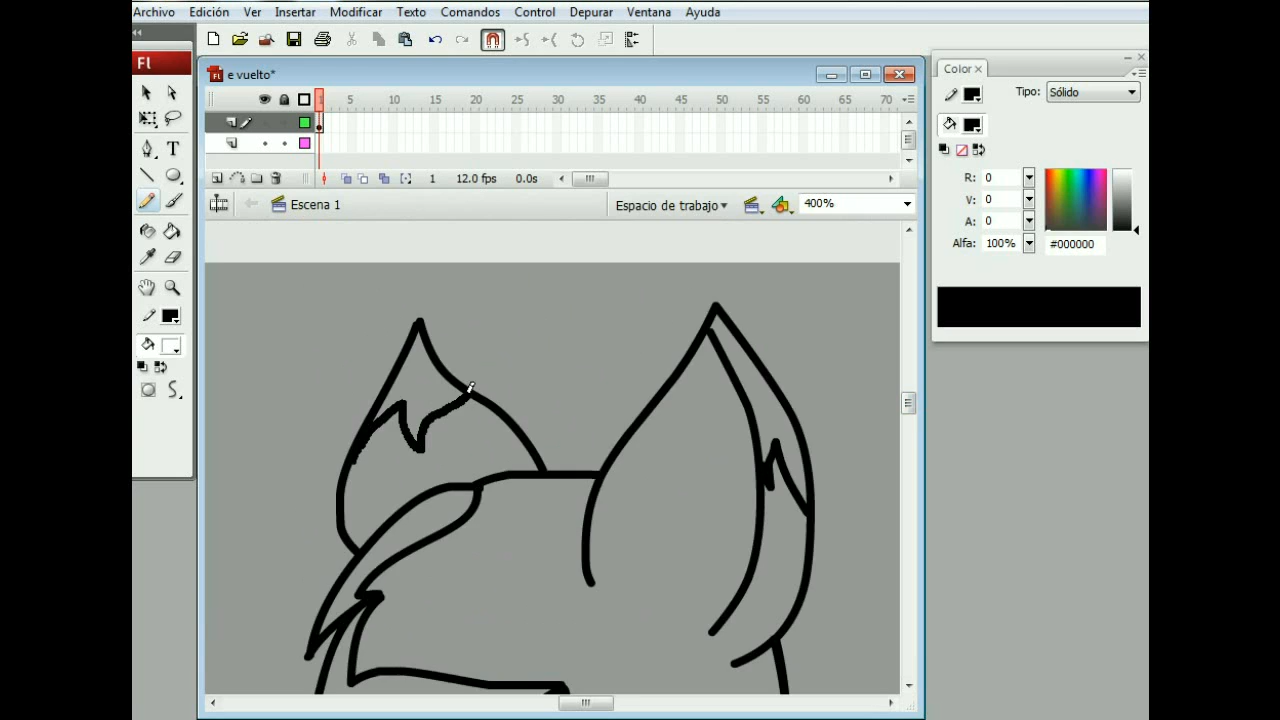 Archivo Edición Ver Insertar Modificar Texto Comandos Control Depurar Ventana Ayuda
Fl
e vuelto*
Color
Tipo: Sólido
1 5 10 15 20 25 30 35 40 45 50 55 60 65 70
1 12.0 fps 0.0s
Escena 1
Espacio de trabajo
400%
R: 0
V: 0
A: 0
Alfa: 100%
#000000
T